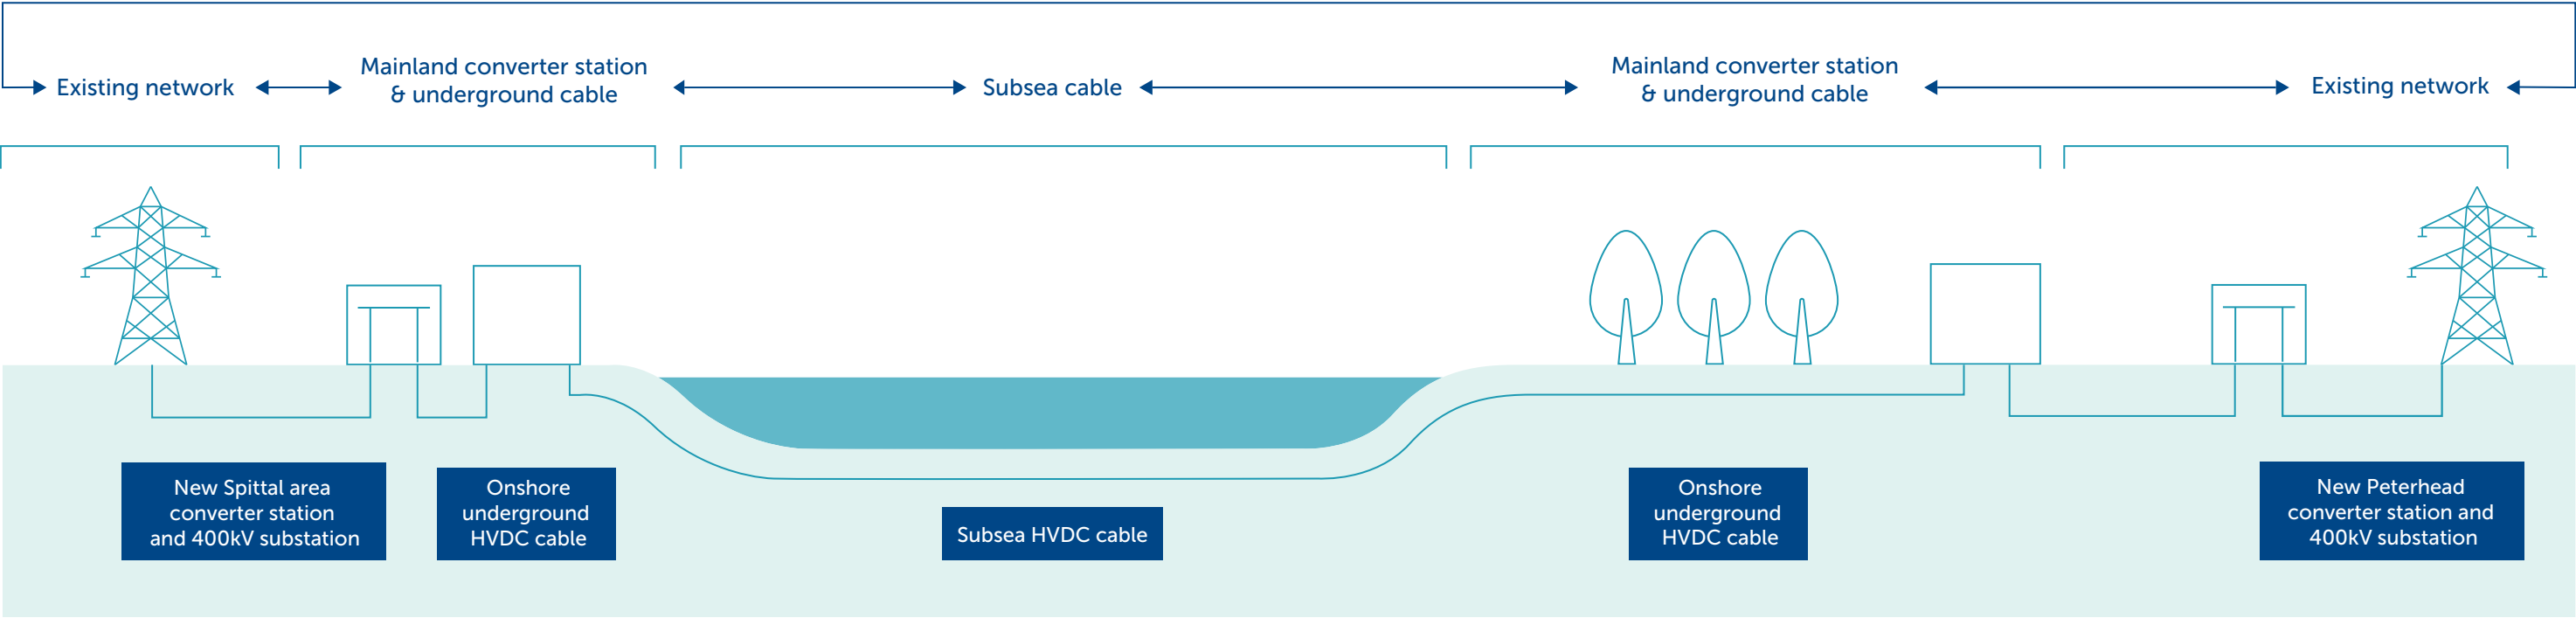 Existing network
Mainland converter station
& underground cable
Subsea cable
Mainland converter station
& underground cable
Existing network
New Spittal area
converter station
and 400kV substation
Onshore
underground
HVDC cable
Subsea HVDC cable
Onshore
underground
HVDC cable
New Peterhead
converter station and
400kV substation